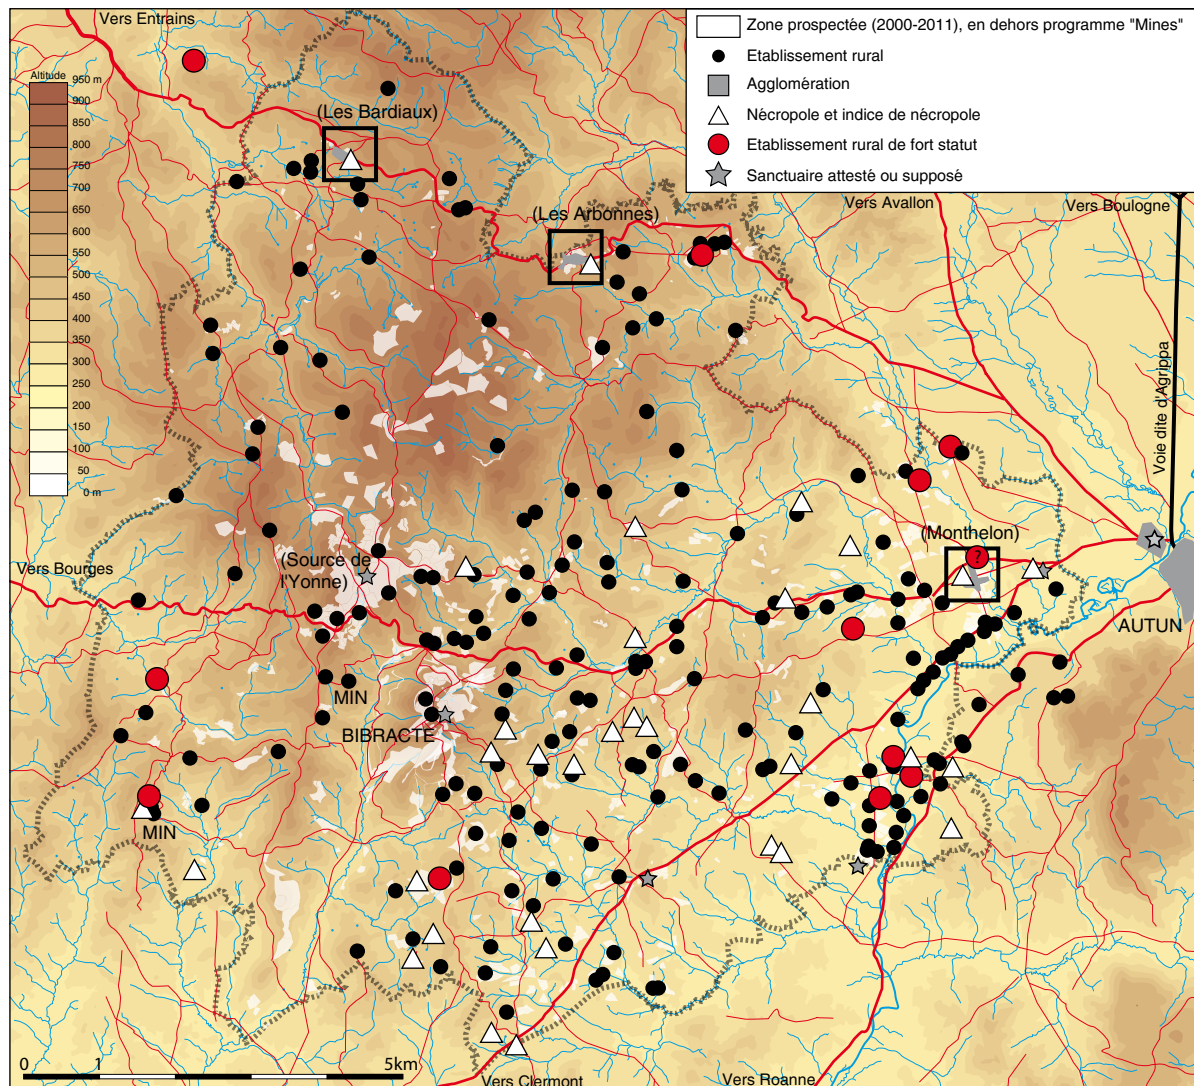 Vers Entrains
Zone prospectée (2000-2011), en dehors programme "Mines"
Etablissement rural
Agglomération
Nécropole et indice de nécropole
Etablissement rural de fort statut
Sanctuaire attesté ou supposé
Altitude
950 m
900
850
800
750
700
650
600
550
500
450
400
350
300
250
200
150
100
50
0 m
(Les Bardiaux)
(Les Arbonnes)
Vers Avallon
Vers Boulogne
Voie dite d'Agrippa
(Monthelon)
?
(Source de
l'Yonne)
Vers Bourges
AUTUN
MIN
BIBRACTE
MIN
0
1
5km
Vers Clermont
Vers Roanne